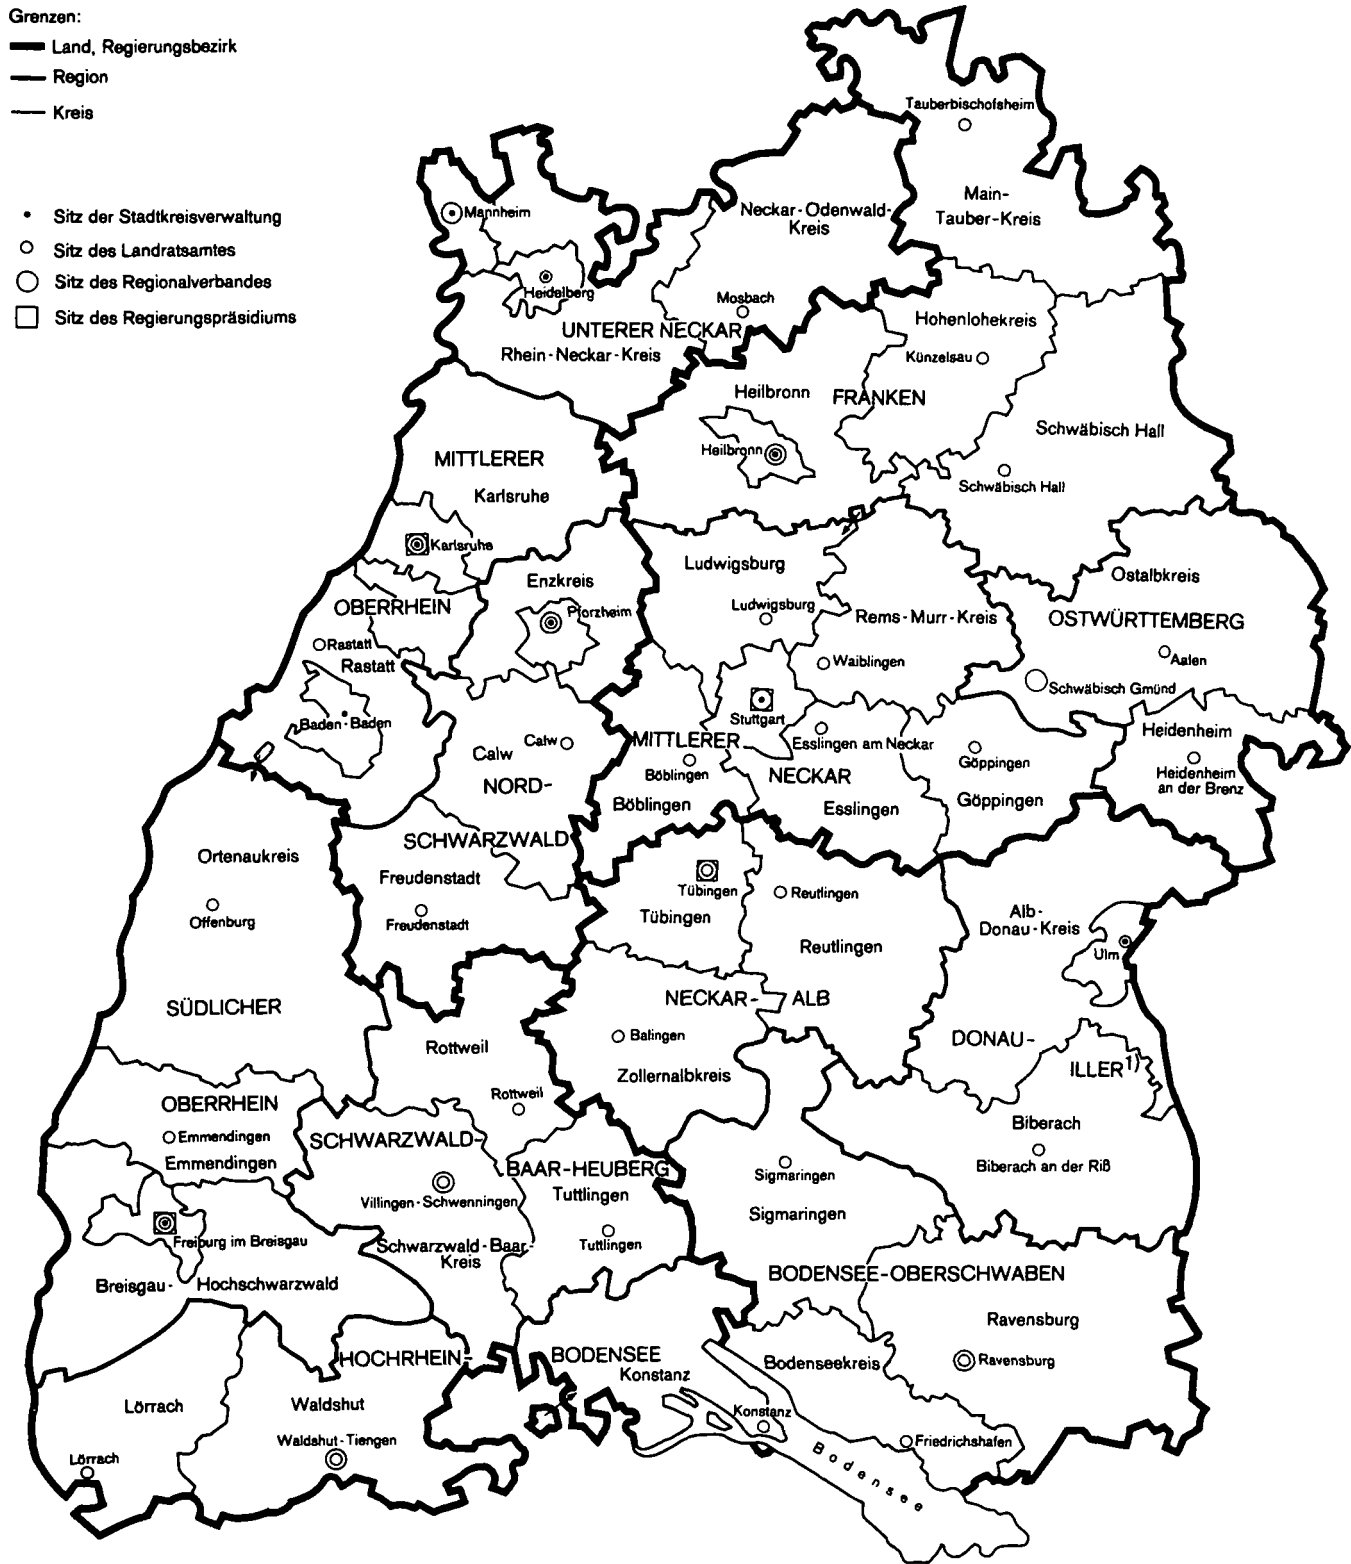 Grenzen:
Land, Regierungsbezirk
Region
Kreis
Sitz der Stadtkreisverwaltung
Sitz des Landratsamtes
Sitz des Regionalverbandes
Sitz des Regierungspräsidiums
Tauberbischofsheim
Main-
Tauber-Kreis
Mannheim
Neckar-Odenwald-
Kreis
Heidelberg
Mosbach
UNTERER NECKAR
Rhein-Neckar-Kreis
Hohenlohekreis
Künzelsau
Heilbronn
FRANKEN
Heilbronn
Schwäbisch Hall
Schwäbisch Hall
MITTLERER
Karlsruhe
Karlsruhe
OBERRHEIN
Rastatt
Rastatt
Baden-Baden
Enzkreis
Pforzheim
Ludwigsburg
Ludwigsburg
Rems-Murr-Kreis
Waiblingen
Ostalbkreis
OSTWÜRTTEMBERG
Aalen
Schwäbisch Gmünd
Heidenheim
Heidenheim
an der Brenz
Stuttgart
MITTLERER
Böblingen
Böblingen
NECKAR
Esslingen am Neckar
Esslingen
Göppingen
Göppingen
Calw
Calw
NORD-
SCHWARZWALD
Freudenstadt
Freudenstadt
Ortenaukreis
Offenburg
SÜDLICHER
Tübingen
Tübingen
Reutlingen
Reutlingen
Alb-
Donau-Kreis
Ulm
NECKAR-
ALB
Balingen
Zollernalbkreis
DONAU-
ILLER 1)
Biberach
Biberach an der Riß
Rottweil
Rottweil
OBERRHEIN
Emmendingen
Emmendingen
SCHWARZWALD-
BAAR-HEUBERG
Villingen-Schwenningen
Schwarzwald-Baar-
Kreis
Tuttlingen
Tuttlingen
Sigmaringen
Sigmaringen
Freiburg im Breisgau
Breisgau-
Hochschwarzwald
BODENSEE-OBERSCHWABEN
Ravensburg
Ravensburg
Bodenseekreis
Friedrichshafen
HOCHRHEIN-
BODENSEE
Konstanz
Konstanz
Bodensee
Lörrach
Lörrach
Waldshut
Waldshut-Tiengen